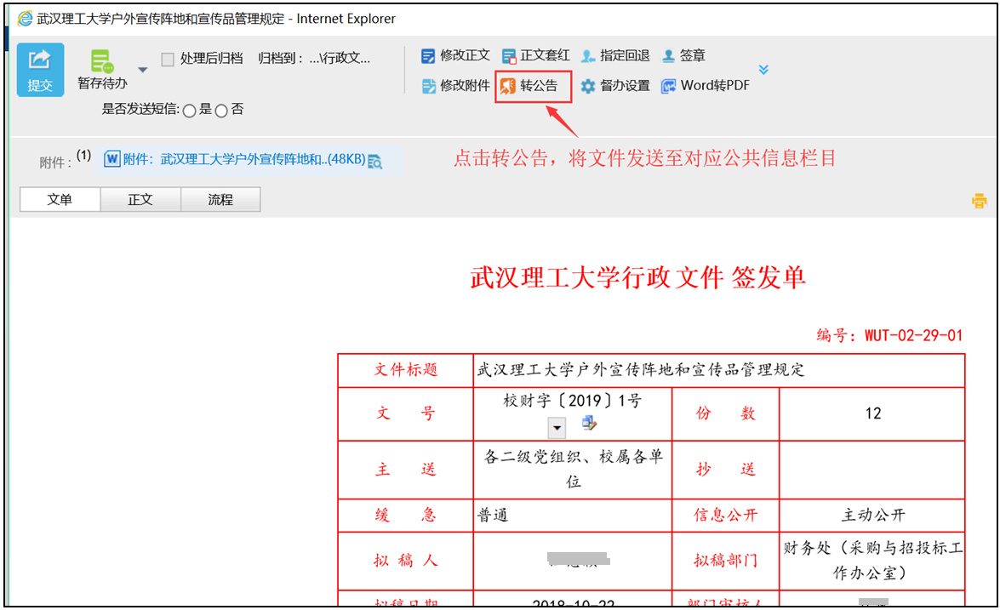 武汉理工大学户外宣传阵地和宣传品管理规定 - Internet Explorer
提交
暂存待办
处理后归档 归档到：...\行政文...
是否发送短信: 是 否
修改正文 正文套红 指定回退 签章
修改附件 转公告 督办设置 Word转PDF
点击转公告，将文件发送至对应公共信息栏目
附件：(1) 附件：武汉理工大学户外宣传阵地和..(48KB)
文单 正文 流程
武汉理工大学行政文件 签发单
编号：WUT-02-29-01
文件标题 武汉理工大学户外宣传阵地和宣传品管理规定
文 号 校财字〔2019〕1号 份 数 12
主 送 各二级党组织、校属各单位 抄 送
缓 急 普通 信息公开 主动公开
拟 稿 人 拟稿部门 财务处（采购与招投标工作办公室）
拟稿日期 2018-10-22 部门审核人